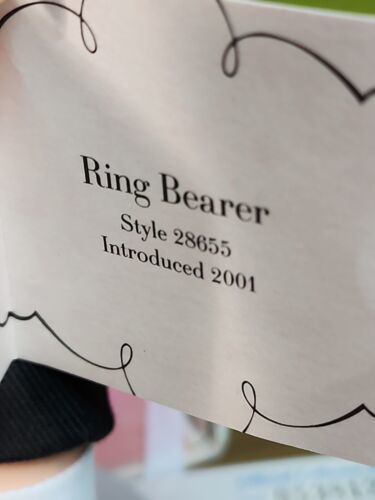 Ring Bearer
Style 28655
Introduced 2001